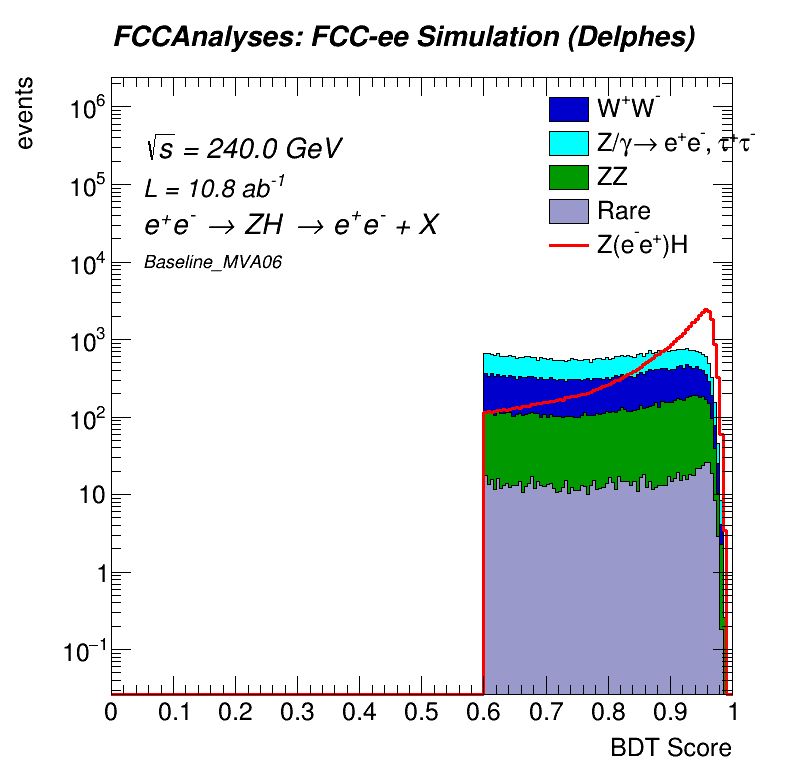 FCCAnalyses: FCC-ee Simulation (Delphes)
events
10⁶
10⁵
10⁴
10³
10²
10
1
10⁻¹
√s = 240.0 GeV
L = 10.8 ab⁻¹
e⁺e⁻ → ZH → e⁺e⁻ + X
Baseline_MVA06
W⁺W⁻
Z/γ→ e⁺e⁻, τ⁺τ⁻
ZZ
Rare
Z(e⁻e⁺)H
0 0.1 0.2 0.3 0.4 0.5 0.6 0.7 0.8 0.9 1
BDT Score